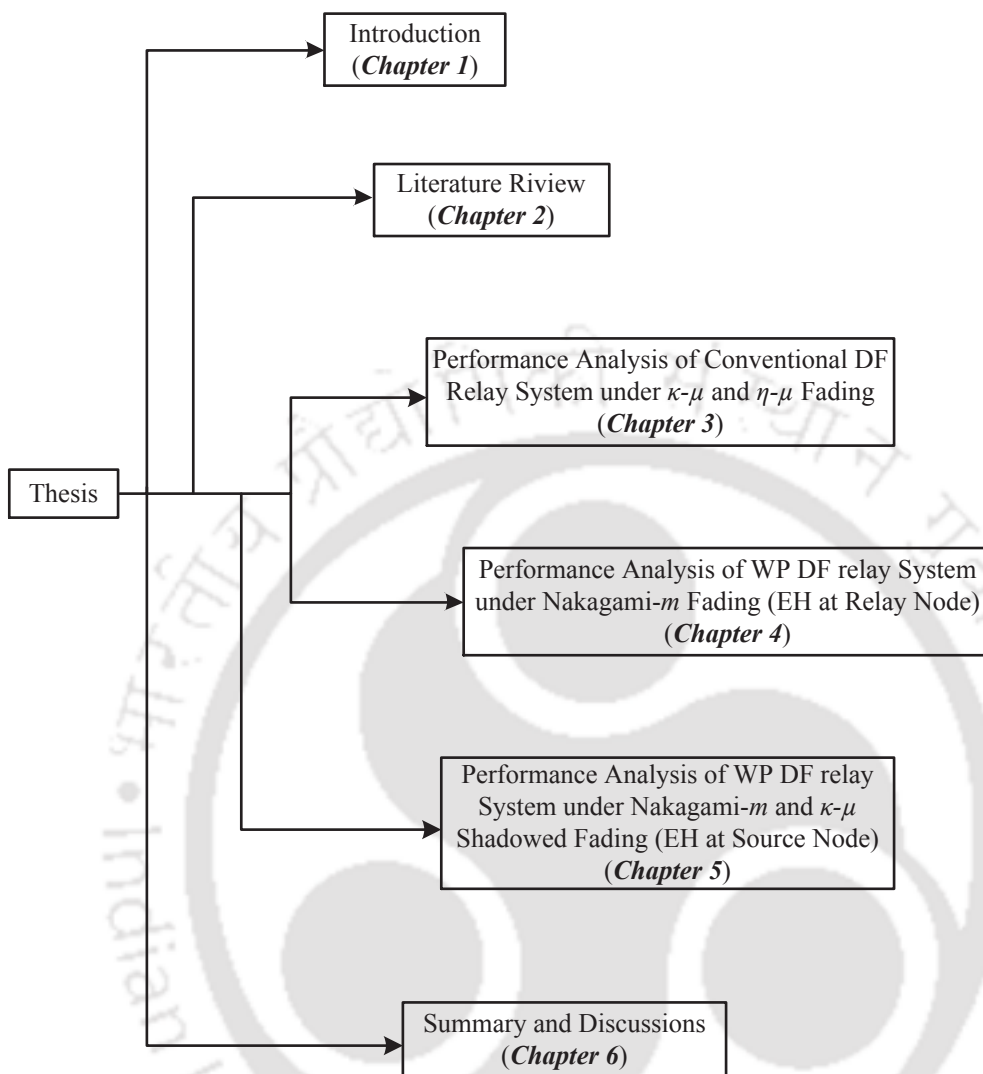 Introduction
(Chapter 1)
Literature Riview
(Chapter 2)
Performance Analysis of Conventional DF
Relay System under κ-μ and η-μ Fading
(Chapter 3)
Thesis
Performance Analysis of WP DF relay System
under Nakagami-m Fading (EH at Relay Node)
(Chapter 4)
Performance Analysis of WP DF relay
System under Nakagami-m and κ-μ
Shadowed Fading (EH at Source Node)
(Chapter 5)
Summary and Discussions
(Chapter 6)
भारतीय प्रौद्योगिकी संस्थान
Indian